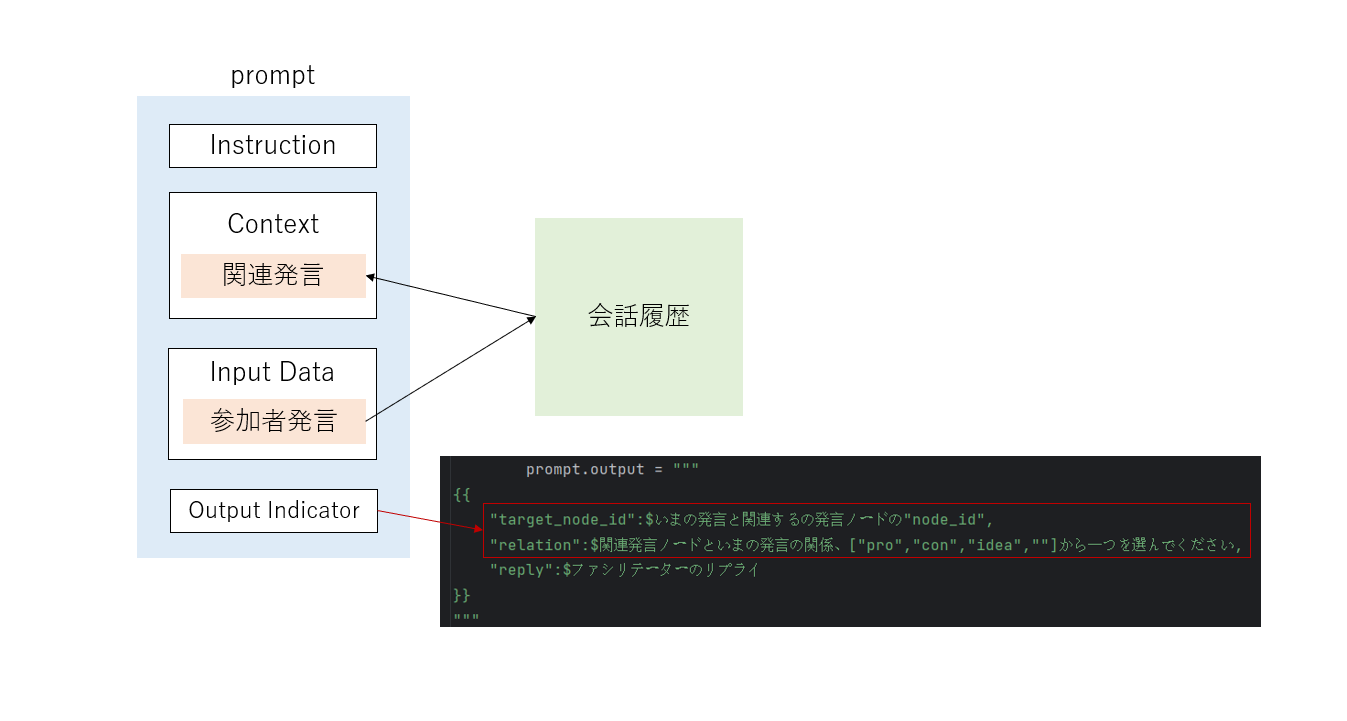 prompt
Instruction
Context
関連発言
Input Data
参加者発言
Output Indicator
会話履歴
prompt.output = """
{{
"target_node_id":$いまの発言と関連するの発言ノードの"node_id",
"relation":$関連発言ノードといまの発言の関係、["pro","con","idea",""]から一つを選んでください,
"reply":$ファシリテーターのリプライ
}}
"""